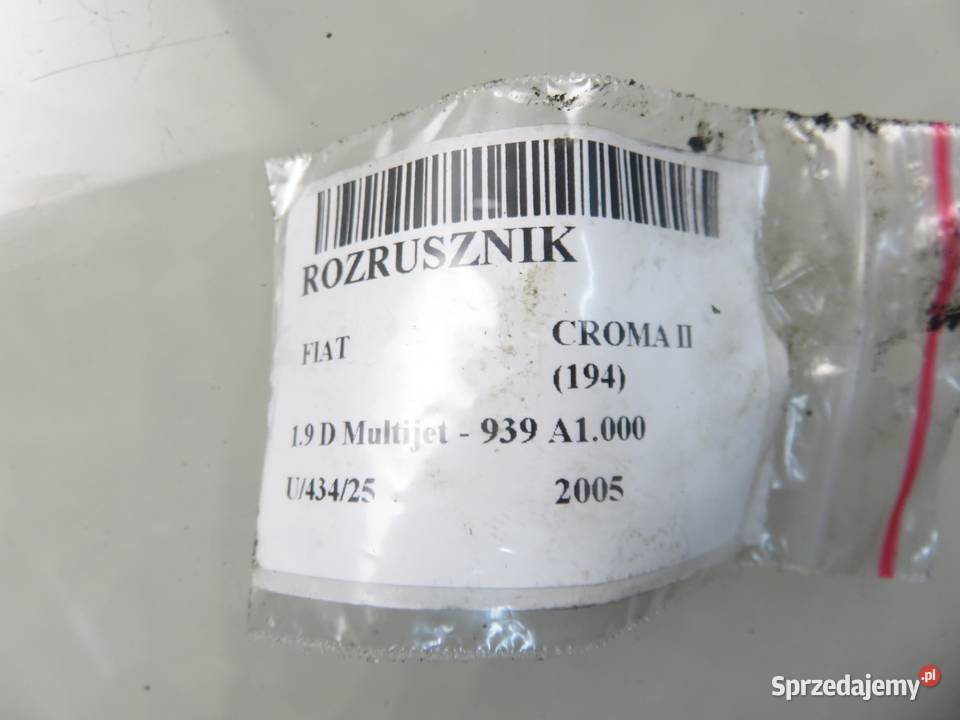 ROZRUSZNIK
FIAT CROMA II
(194)
1.9 D Multijet - 939 A1.000
U/434/25 2005
Sprzedajemy.pl